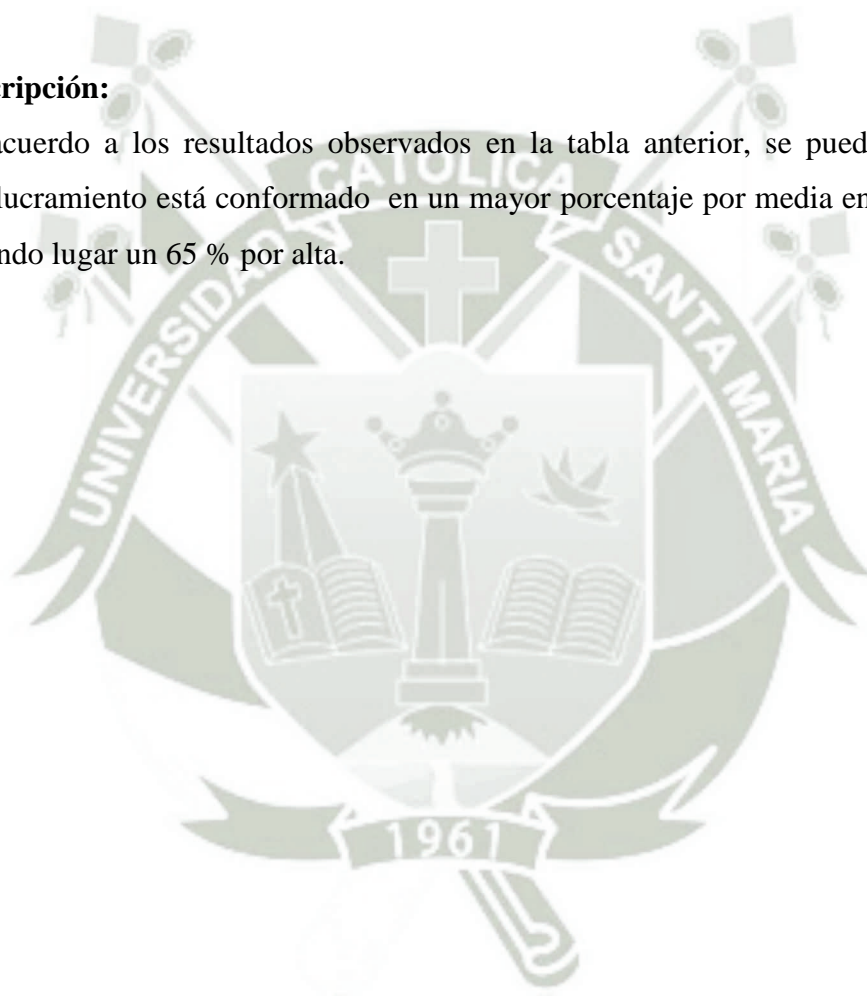 cripción:
acuerdo a los resultados observados en la tabla anterior, se pued
lucramiento está conformado en un mayor porcentaje por media en
ndo lugar un 65 % por alta.
UNIVERSIDAD CATOLICA SANTA MARIA
1961